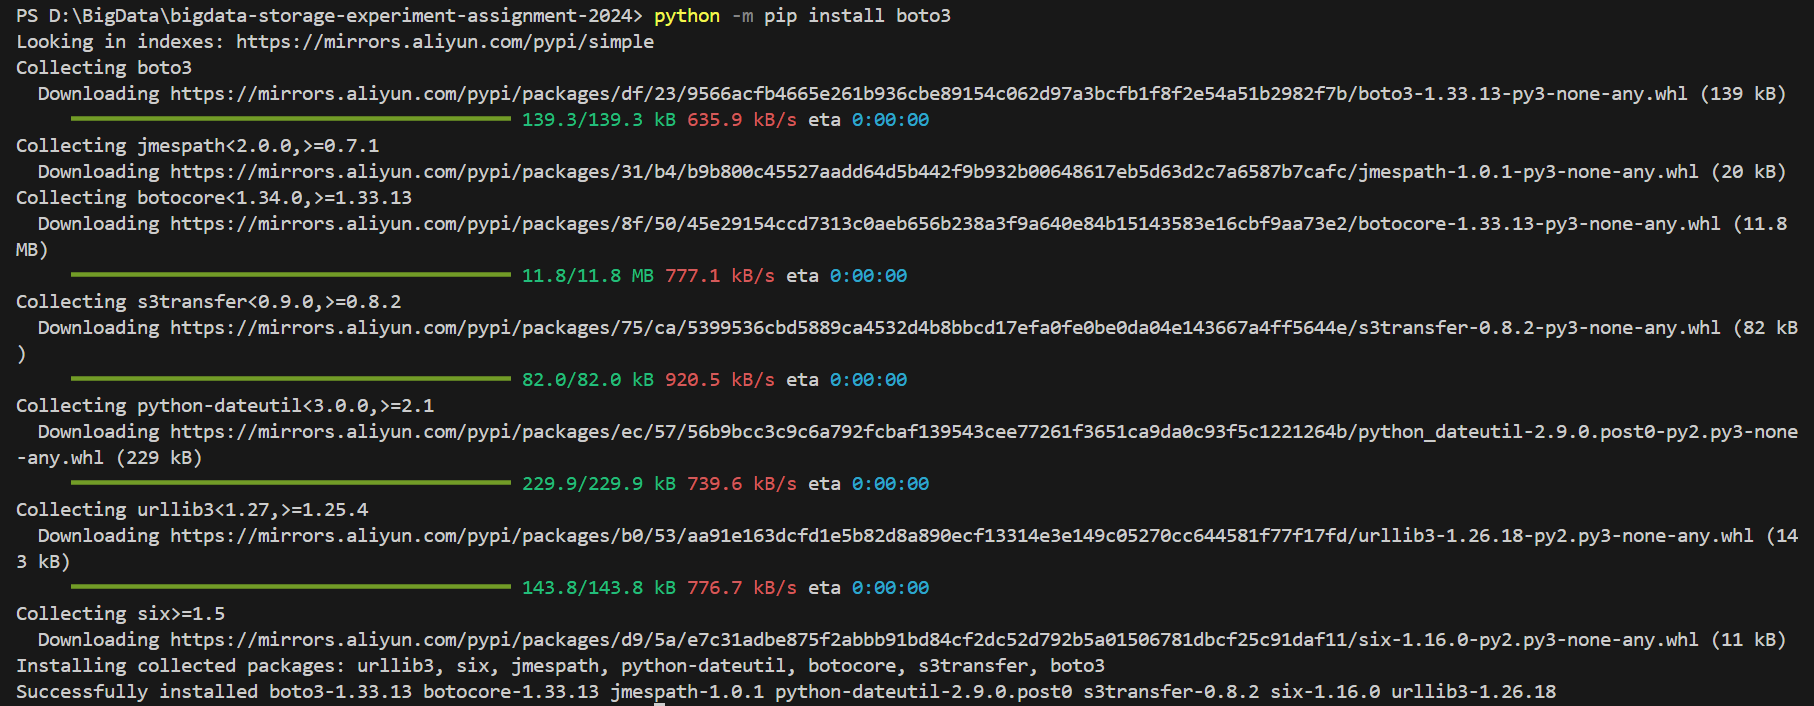 PS D:\BigData\bigdata-storage-experiment-assignment-2024> python -m pip install boto3
Looking in indexes: https://mirrors.aliyun.com/pypi/simple
Collecting boto3
  Downloading https://mirrors.aliyun.com/pypi/packages/df/23/9566acfb4665e261b936cbe89154c062d97a3bcfb1f8f2e54a51b2982f7b/boto3-1.33.13-py3-none-any.whl (139 kB)
139.3/139.3 kB 635.9 kB/s eta 0:00:00
Collecting jmespath<2.0.0,>=0.7.1
  Downloading https://mirrors.aliyun.com/pypi/packages/31/b4/b9b800c45527aadd64d5b442f9b932b00648617eb5d63d2c7a6587b7cafc/jmespath-1.0.1-py3-none-any.whl (20 kB)
Collecting botocore<1.34.0,>=1.33.13
  Downloading https://mirrors.aliyun.com/pypi/packages/8f/50/45e29154ccd7313c0aeb656b238a3f9a640e84b15143583e16cbf9aa73e2/botocore-1.33.13-py3-none-any.whl (11.8
MB)
11.8/11.8 MB 777.1 kB/s eta 0:00:00
Collecting s3transfer<0.9.0,>=0.8.2
  Downloading https://mirrors.aliyun.com/pypi/packages/75/ca/5399536cbd5889ca4532d4b8bbcd17efa0fe0be0da04e143667a4ff5644e/s3transfer-0.8.2-py3-none-any.whl (82 kB
)
82.0/82.0 kB 920.5 kB/s eta 0:00:00
Collecting python-dateutil<3.0.0,>=2.1
  Downloading https://mirrors.aliyun.com/pypi/packages/ec/57/56b9bcc3c9c6a792fcbaf139543cee77261f3651ca9da0c93f5c1221264b/python_dateutil-2.9.0.post0-py2.py3-none
-any.whl (229 kB)
229.9/229.9 kB 739.6 kB/s eta 0:00:00
Collecting urllib3<1.27,>=1.25.4
  Downloading https://mirrors.aliyun.com/pypi/packages/b0/53/aa91e163dcfd1e5b82d8a890ecf13314e3e149c05270cc644581f77f17fd/urllib3-1.26.18-py2.py3-none-any.whl (14
3 kB)
143.8/143.8 kB 776.7 kB/s eta 0:00:00
Collecting six>=1.5
  Downloading https://mirrors.aliyun.com/pypi/packages/d9/5a/e7c31adbe875f2abbb91bd84cf2dc52d792b5a01506781dbcf25c91daf11/six-1.16.0-py2.py3-none-any.whl (11 kB)
Installing collected packages: urllib3, six, jmespath, python-dateutil, botocore, s3transfer, boto3
Successfully installed boto3-1.33.13 botocore-1.33.13 jmespath-1.0.1 python-dateutil-2.9.0.post0 s3transfer-0.8.2 six-1.16.0 urllib3-1.26.18